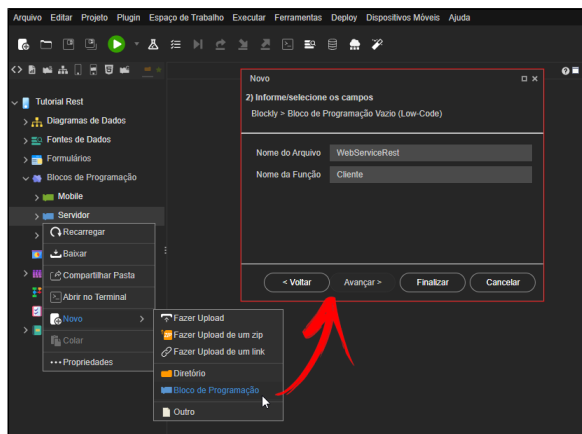 Arquivo Editar Projeto Plugin Espaço de Trabalho Executar Ferramentas Deploy Dispositivos Móveis Ajuda
Tutorial Rest
Diagramas de Dados
Fontes de Dados
Formulários
Blocos de Programação
Mobile
Servidor
Recarregar
Baixar
Compartilhar Pasta
Abrir no Terminal
Novo
Colar
Propriedades
Fazer Upload
Fazer Upload de um zip
Fazer Upload de um link
Diretório
Bloco de Programação
Outro
Novo
2) Informe/selecione os campos
Blockly > Bloco de Programação Vazio (Low-Code)
Nome do Arquivo WebServiceRest
Nome da Função Cliente
< Voltar Avançar > Finalizar Cancelar